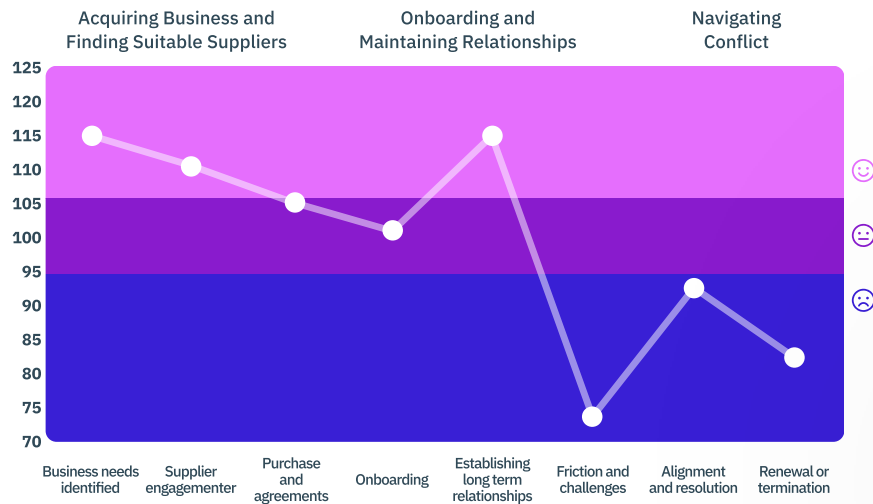 Acquiring Business and
Finding Suitable Suppliers
Onboarding and
Maintaining Relationships
Navigating
Conflict
125
120
115
110
105
100
95
90
85
80
75
70
Business needs
identified
Supplier
engagementer
Purchase
and
agreements
Onboarding
Establishing
long term
relationships
Friction and
challenges
Alignment
and resolution
Renewal or
termination